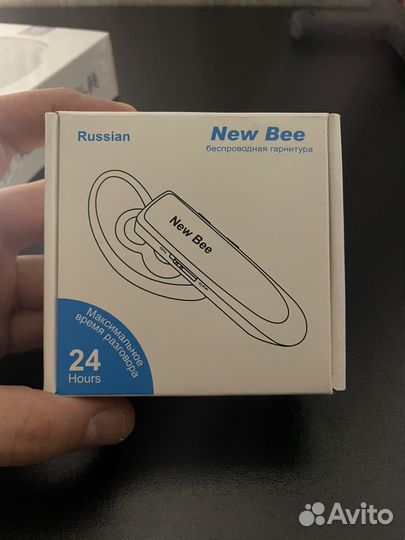 Russian
New Bee
беспроводная гарнитура
New Bee
Максимальное
время разговора
24
Hours
Avito